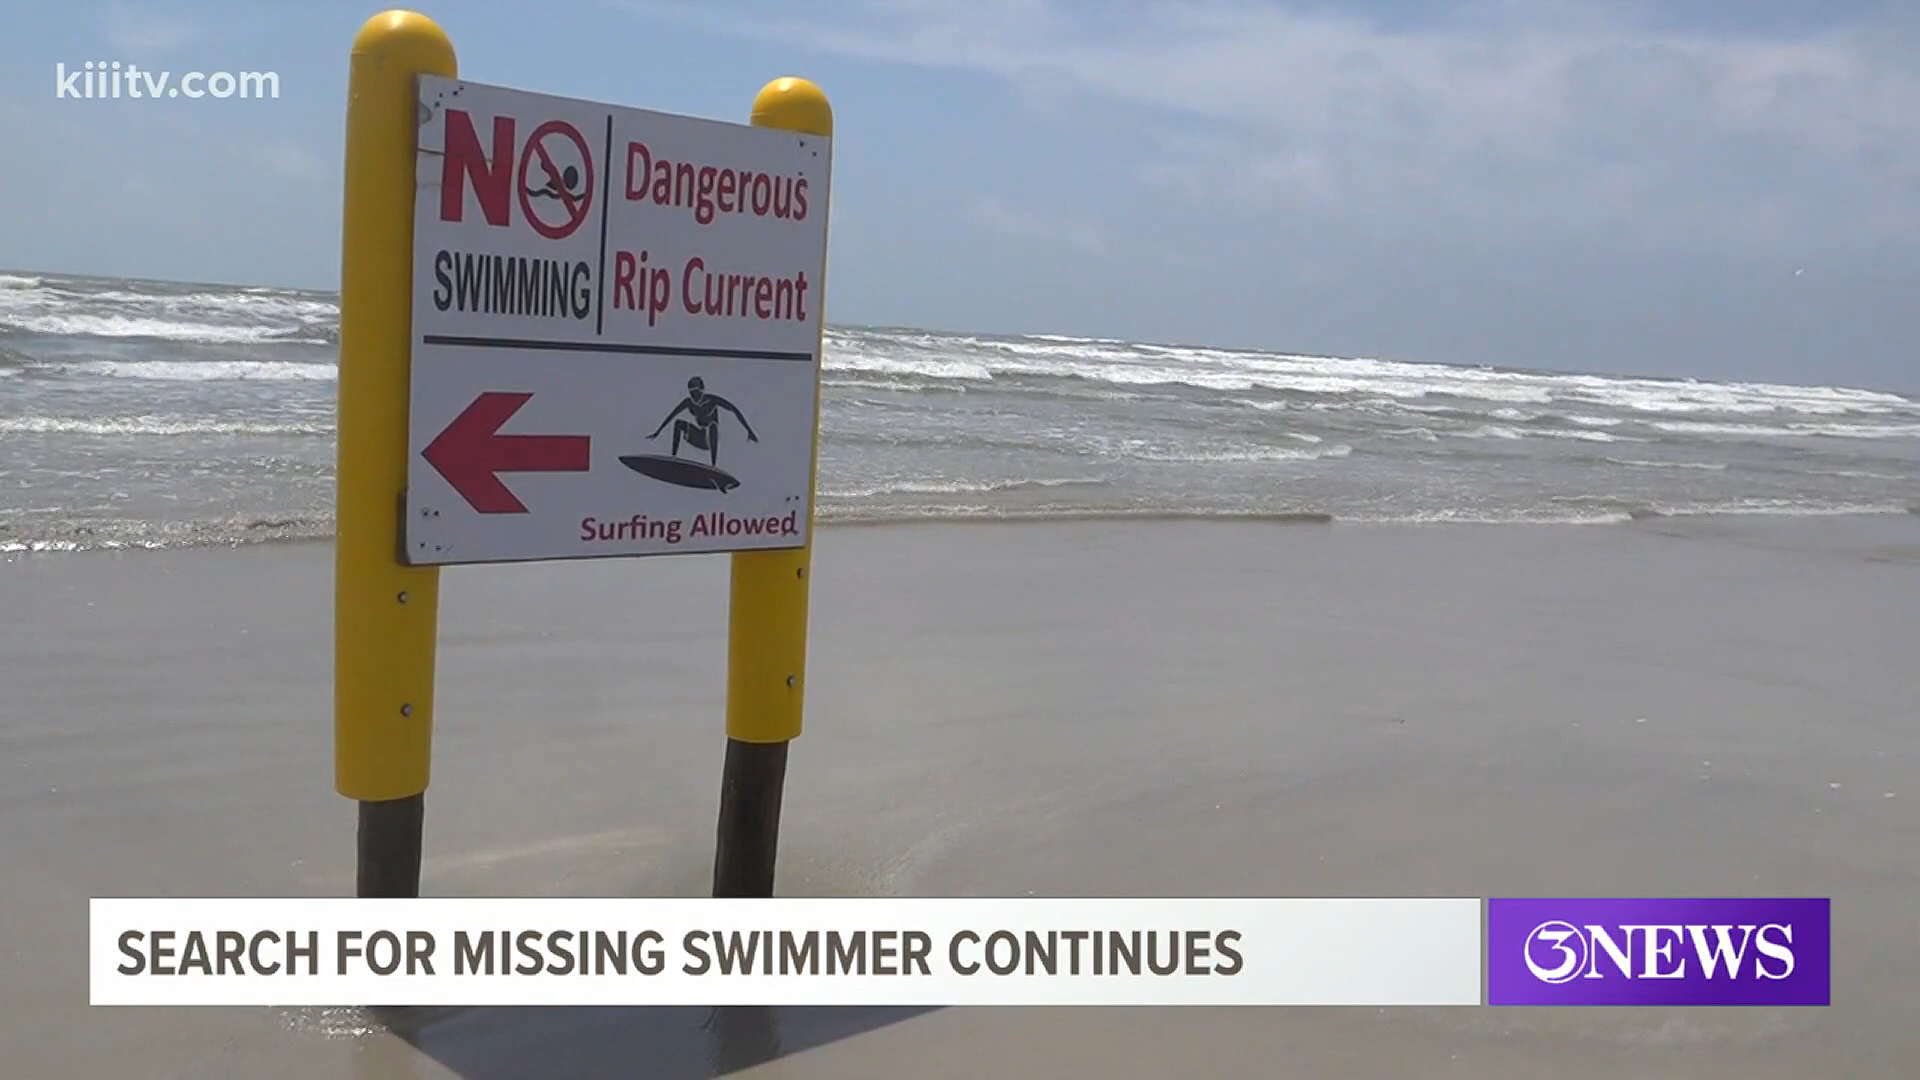 kiiitv.com
NO
SWIMMING
Dangerous
Rip Current
Surfing Allowed
SEARCH FOR MISSING SWIMMER CONTINUES
3NEWS